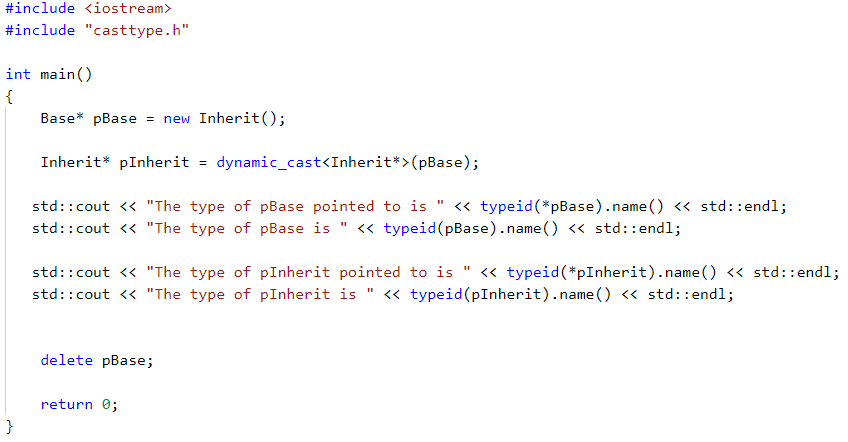 #include <iostream>
#include "casttype.h"
int main()
{
Base* pBase = new Inherit();
Inherit* pInherit = dynamic_cast<Inherit*>(pBase);
std::cout << "The type of pBase pointed to is " << typeid(*pBase).name() << std::endl;
std::cout << "The type of pBase is " << typeid(pBase).name() << std::endl;
std::cout << "The type of pInherit pointed to is " << typeid(*pInherit).name() << std::endl;
std::cout << "The type of pInherit is " << typeid(pInherit).name() << std::endl;
delete pBase;
return 0;
}